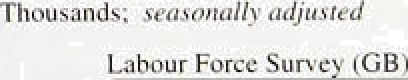 Thousands; seasonally adjusted
Labour Force Survey (GB)